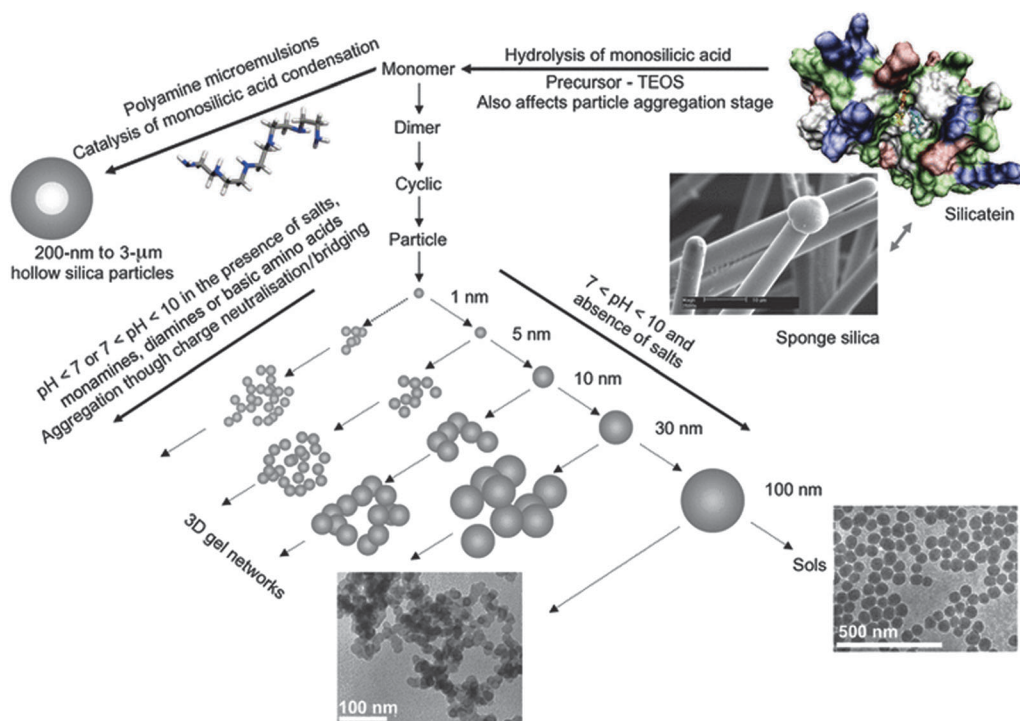 Polyamine microemulsions
Catalysis of monosilicic acid condensation
Monomer
Hydrolysis of monosilicic acid
Precursor - TEOS
Also affects particle aggregation stage
Dimer
Cyclic
Particle
Silicatein
200-nm to 3-μm
hollow silica particles
Sponge silica
pH < 7 or 7 < pH < 10 in the presence of salts,
monamines, diamines or basic amino acids
Aggregation though charge neutralisation/bridging
7 < pH < 10 and
absence of salts
1 nm
5 nm
10 nm
30 nm
100 nm
3D gel networks
Sols
100 nm
500 nm